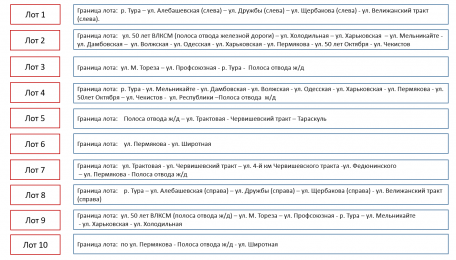 Лот 1
Граница лота: р. Тура – ул. Алебашевская (слева) – ул. Дружбы (слева) – ул. Щербакова (слева) - ул. Велижанский тракт
(слева).
Лот 2
Граница лота: ул. 50 лет ВЛКСМ (полоса отвода железной дороги) – ул. Холодильная – ул. Харьковская – ул. Мельникайте -
ул. Дамбовская – ул. Волжская - ул. Одесская - ул. Харьковская - ул. Пермякова - ул. 50 лет Октября - ул. Чекистов
Лот 3
Граница лота: ул. М. Тореза – ул. Профсоюзная - р. Тура - Полоса отвода ж/д
Лот 4
Граница лота: р. Тура - ул. Мельникайте - ул. Дамбовская - ул. Волжская - ул. Одесская - ул. Харьковская - ул. Пермякова - ул.
50лет Октября – ул. Чекистов - ул. Республики –Полоса отвода ж/д
Лот 5
Граница лота: Полоса отвода ж/д – ул. Трактовая - Червишевский тракт – Тараскуль
Лот 6
Граница лота: ул. Пермякова - ул. Широтная
Лот 7
Граница лота: ул. Трактовая - ул. Червишевский тракт – ул. 4-й км Червишевского тракта -ул. Федюнинского
– ул. Пермякова - Полоса отвода ж/д
Лот 8
Граница лота: р. Тура – ул. Алебашевская (справа) – ул. Дружбы (справа) – ул. Щербакова (справа) - ул. Велижанский тракт
(справа)
Лот 9
Граница лота: ул. 50 лет ВЛКСМ (полоса отвода ж/д) – ул. М. Тореза – ул. Профсоюзная - р. Тура – ул. Мельникайте
- ул. Харьковская - ул. Холодильная
Лот 10
Граница лота: по ул. Пермякова - Полоса отвода ж/д - ул. Широтная